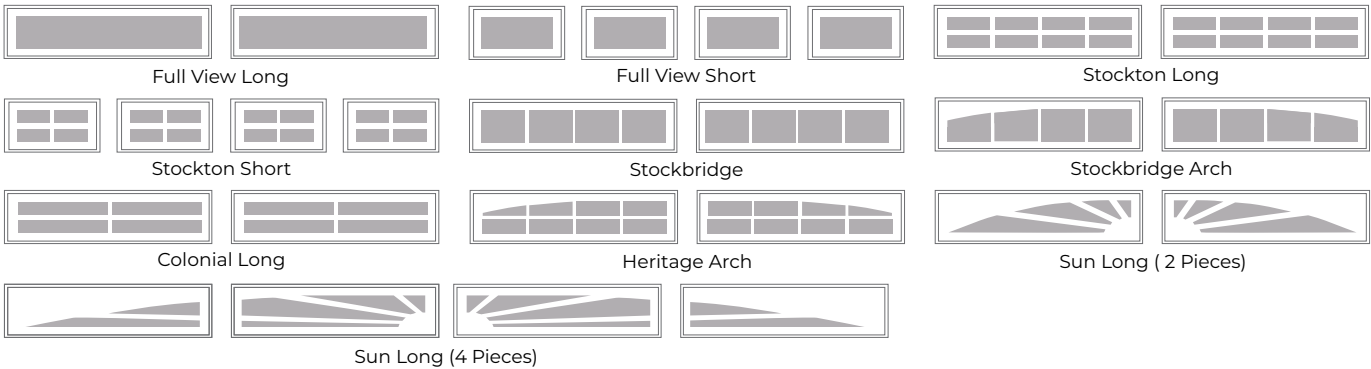 Full View Long
Full View Short
Stockton Long
Stockton Short
Stockbridge
Stockbridge Arch
Colonial Long
Heritage Arch
Sun Long ( 2 Pieces)
Sun Long (4 Pieces)